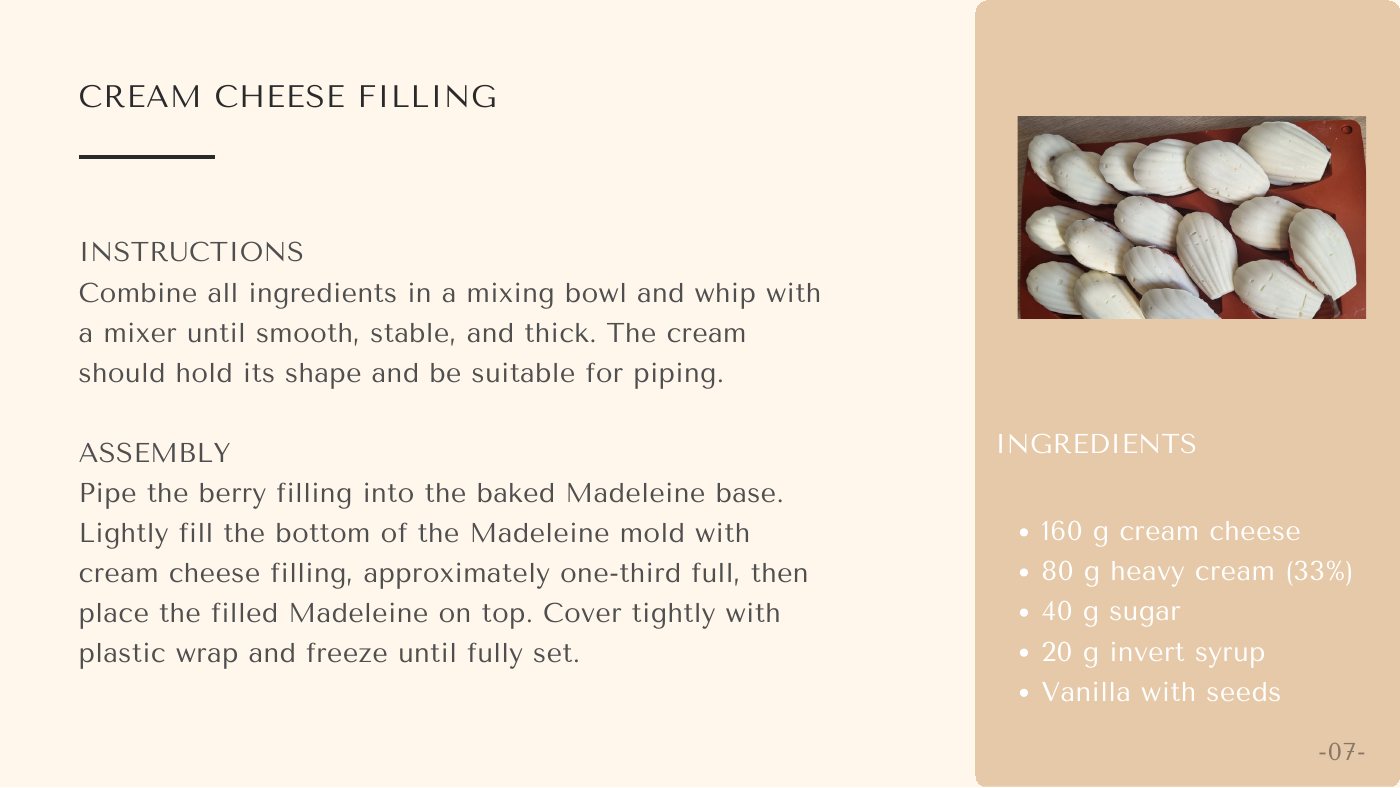 CREAM CHEESE FILLING
INSTRUCTIONS
Combine all ingredients in a mixing bowl and whip with
a mixer until smooth, stable, and thick. The cream
should hold its shape and be suitable for piping.
ASSEMBLY
Pipe the berry filling into the baked Madeleine base.
Lightly fill the bottom of the Madeleine mold with
cream cheese filling, approximately one-third full, then
place the filled Madeleine on top. Cover tightly with
plastic wrap and freeze until fully set.
INGREDIENTS
• 160 g cream cheese
• 80 g heavy cream (33%)
• 40 g sugar
• 20 g invert syrup
• Vanilla with seeds
-07-